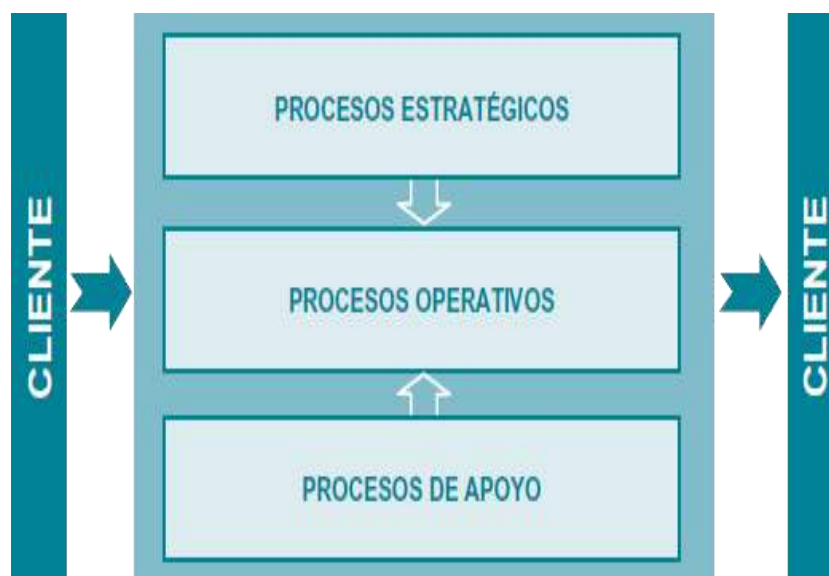 CLIENTE
PROCESOS ESTRATÉGICOS
PROCESOS OPERATIVOS
PROCESOS DE APOYO
CLIENTE